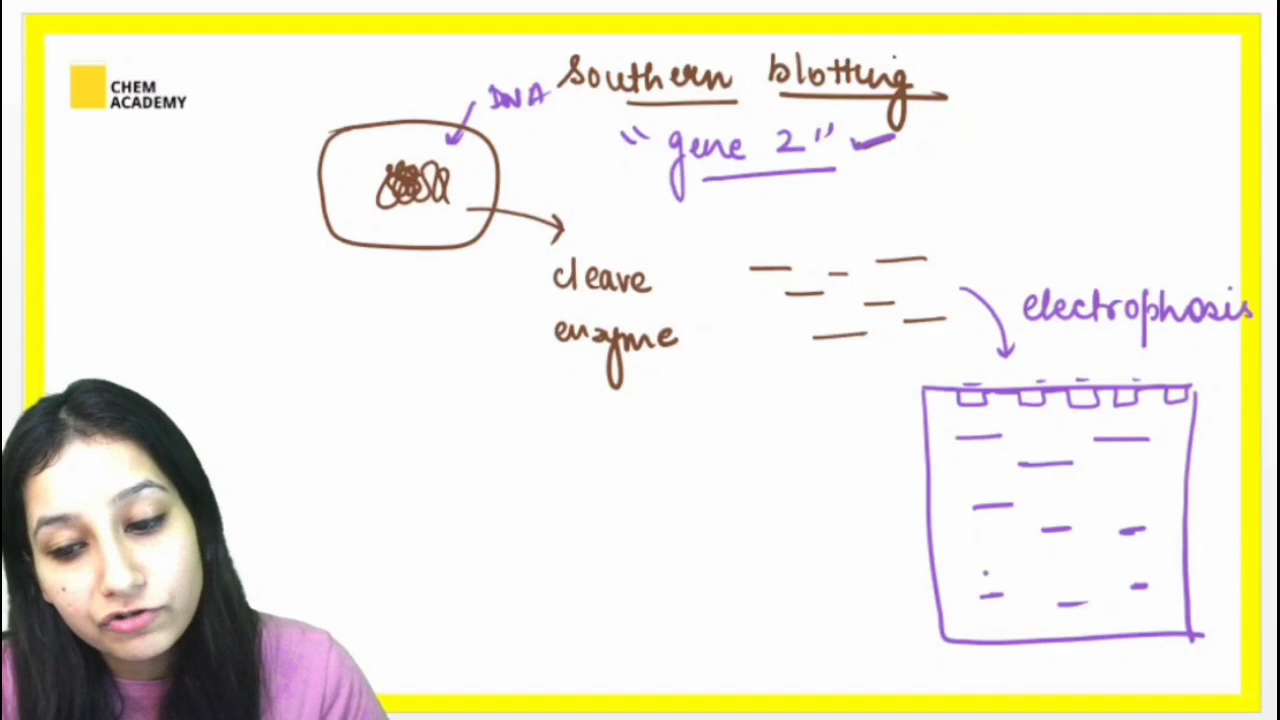 CHEM
ACADEMY
Southern blotting
DNA
"gene 2"
cleave
enzyme
electrophosis